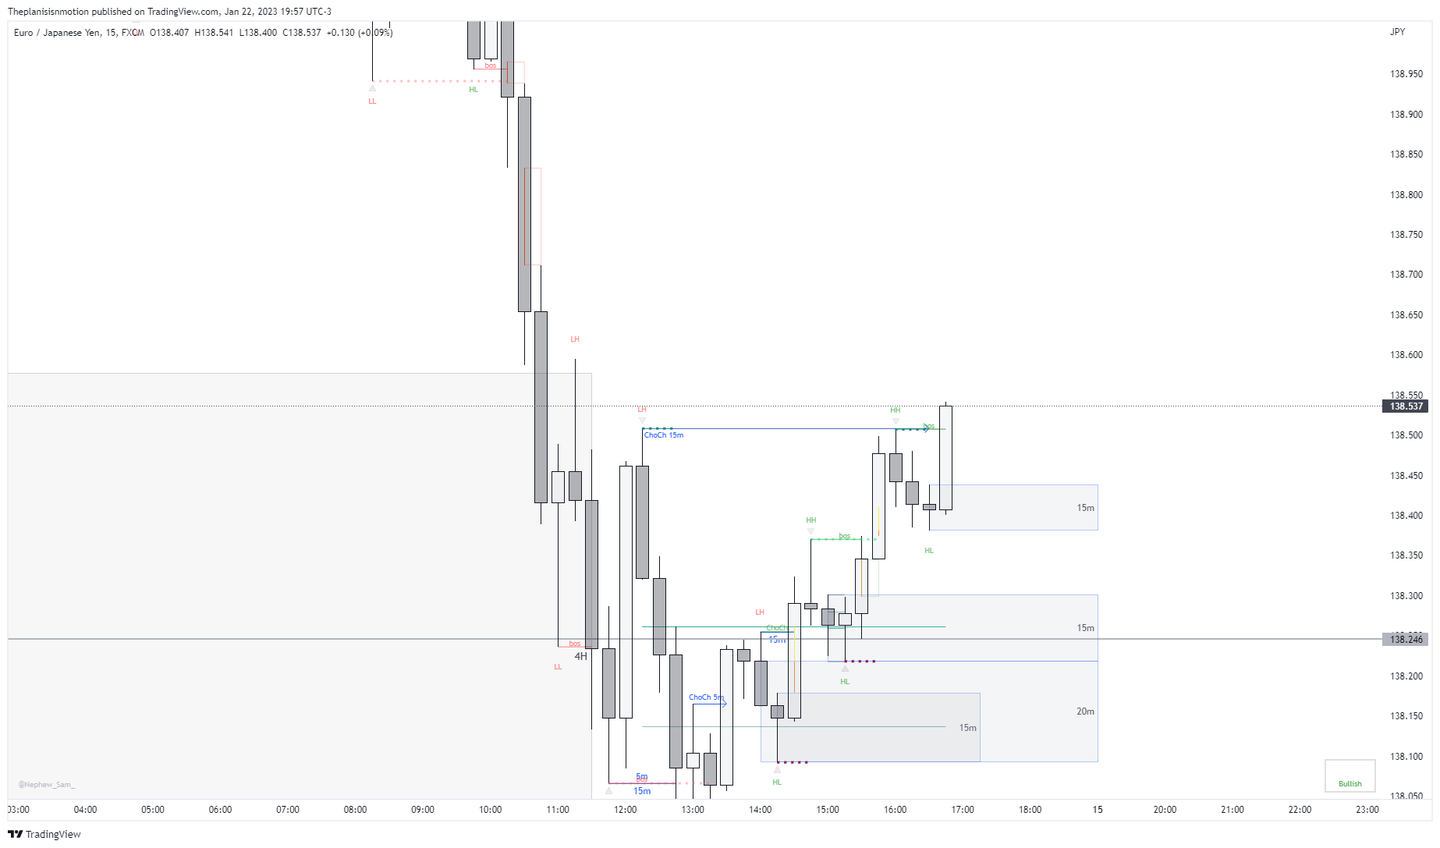 Theplanisisnmotion published on TradingView.com, Jan 22, 2023 19:57 UTC-3
Euro / Japanese Yen, 15, FXCM O138.407 H138.541 L138.400 C138.537 +0.130 (+0.09%)
JPY
138.950
138.900
138.850
138.800
138.750
138.700
138.650
138.600
138.550
138.537
138.500
138.450
138.400
138.350
138.300
138.246
138.200
138.150
138.100
138.050
bos
HL
LL
LH
LH
ChoCh 15m
HH
bos
15m
HL
HH
bos
LH
ChoCh
15m
15m
bos
4H
LL
HL
ChoCh 5m
20m
15m
5m
15m
HL
@Nephew_Sam_
Bullish
03:00 04:00 05:00 06:00 07:00 08:00 09:00 10:00 11:00 12:00 13:00 14:00 15:00 16:00 17:00 15 20:00 21:00 22:00 23:00
TradingView